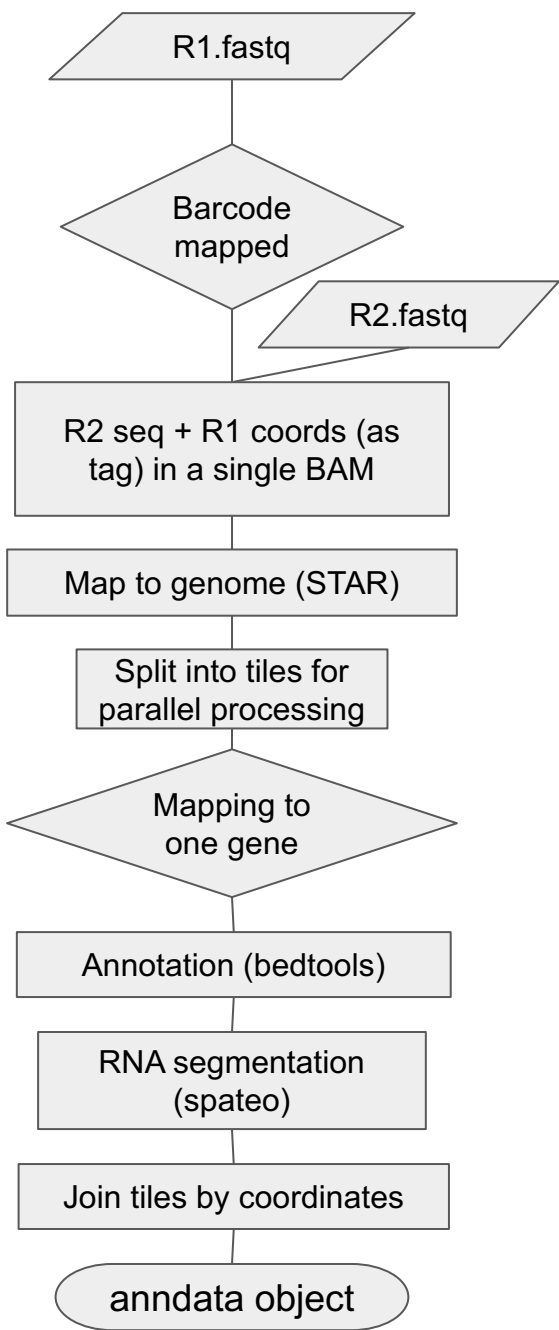 R1.fastq
Barcode
mapped
R2.fastq
R2 seq + R1 coords (as
tag) in a single BAM
Map to genome (STAR)
Split into tiles for
parallel processing
Mapping to
one gene
Annotation (bedtools)
RNA segmentation
(spateo)
Join tiles by coordinates
anndata object